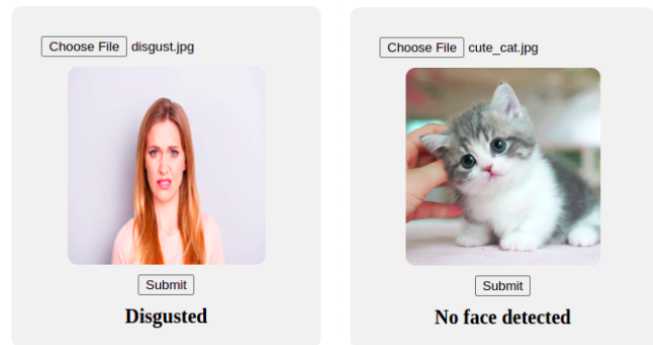 Choose File disgust.jpg
Submit
Disgusted
Choose File cute_cat.jpg
Submit
No face detected